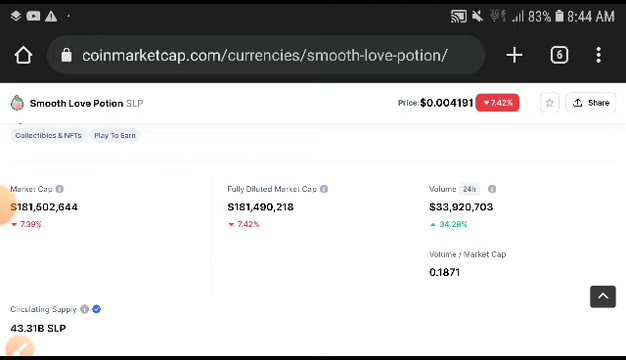 83% 8:44 AM
coinmarketcap.com/currencies/smooth-love-potion/
6
Smooth Love Potion SLP
Price:$0.004191 ▼7.42%
Share
Collectibles & NFTs Play To Earn
Market Cap
$181,502,644
▼ 7.39%
Fully Diluted Market Cap
$181,490,218
▼ 7.42%
Volume 24h
$33,920,703
▲ 34.28%
Volume / Market Cap
0.1871
Circulating Supply
43.31B SLP